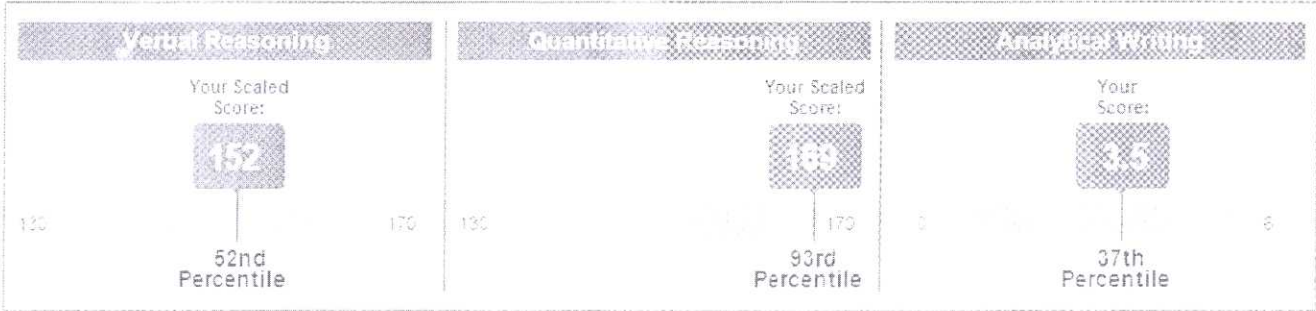 Verbal Reasoning
Your Scaled
Score:
152
130
170
52nd
Percentile
Quantitative Reasoning
Your Scaled
Score:
169
130
170
93rd
Percentile
Analytical Writing
Your
Score:
3.5
0
6
37th
Percentile